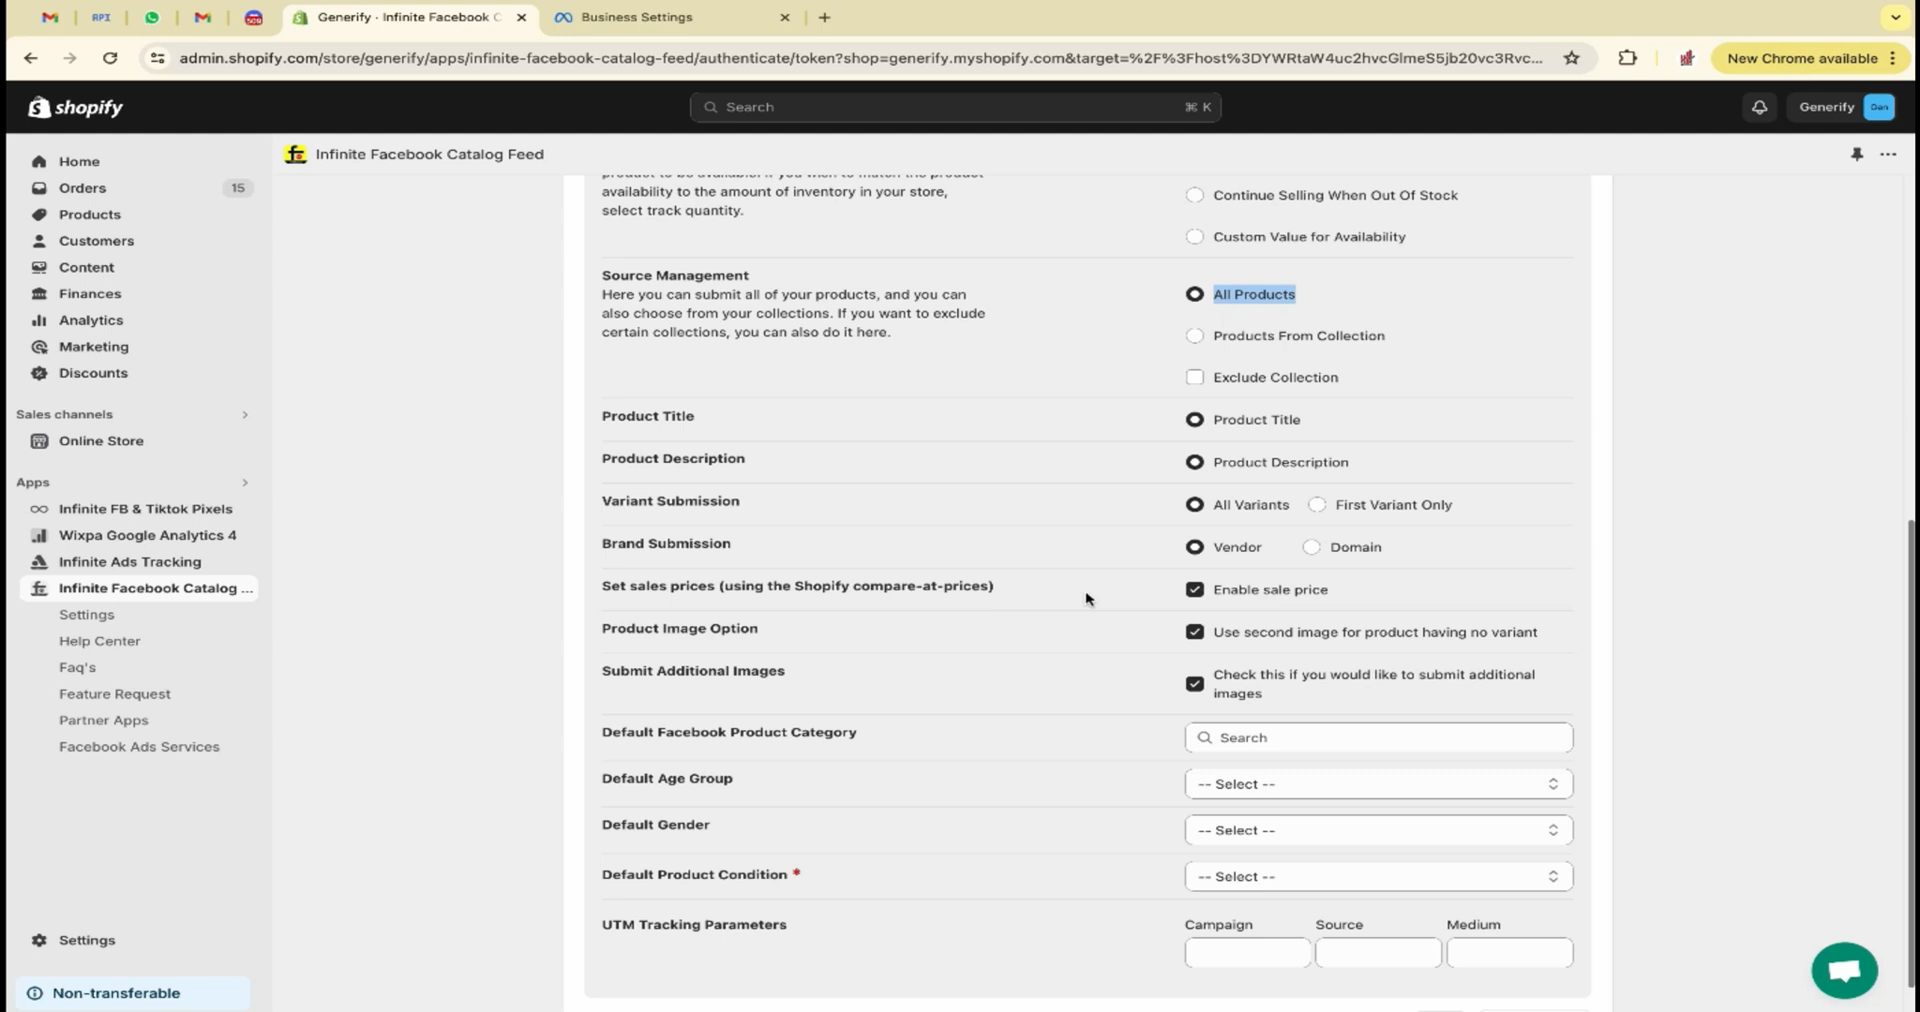 RPI
Generify · Infinite Facebook C
Business Settings
admin.shopify.com/store/generify/apps/infinite-facebook-catalog-feed/authenticate/token?shop=generify.myshopify.com&target=%2F%3Fhost%3DYWRtaW4uc2hvcGlmeS5jb20vc3Rvc...
New Chrome available
shopify
Search
⌘ K
Generify
Dan
Home
Orders
15
Products
Customers
Content
Finances
Analytics
Marketing
Discounts
Sales channels
Online Store
Apps
Infinite FB & Tiktok Pixels
Wixpa Google Analytics 4
Infinite Ads Tracking
Infinite Facebook Catalog ...
Settings
Help Center
Faq's
Feature Request
Partner Apps
Facebook Ads Services
Settings
Non-transferable
Infinite Facebook Catalog Feed
availability to the amount of inventory in your store,
select track quantity.
Continue Selling When Out Of Stock
Custom Value for Availability
Source Management
Here you can submit all of your products, and you can
also choose from your collections. If you want to exclude
certain collections, you can also do it here.
All Products
Products From Collection
Exclude Collection
Product Title
Product Title
Product Description
Product Description
Variant Submission
All Variants
First Variant Only
Brand Submission
Vendor
Domain
Set sales prices (using the Shopify compare-at-prices)
Enable sale price
Product Image Option
Use second image for product having no variant
Submit Additional Images
Check this if you would like to submit additional
images
Default Facebook Product Category
Search
Default Age Group
-- Select --
Default Gender
-- Select --
Default Product Condition *
-- Select --
UTM Tracking Parameters
Campaign
Source
Medium